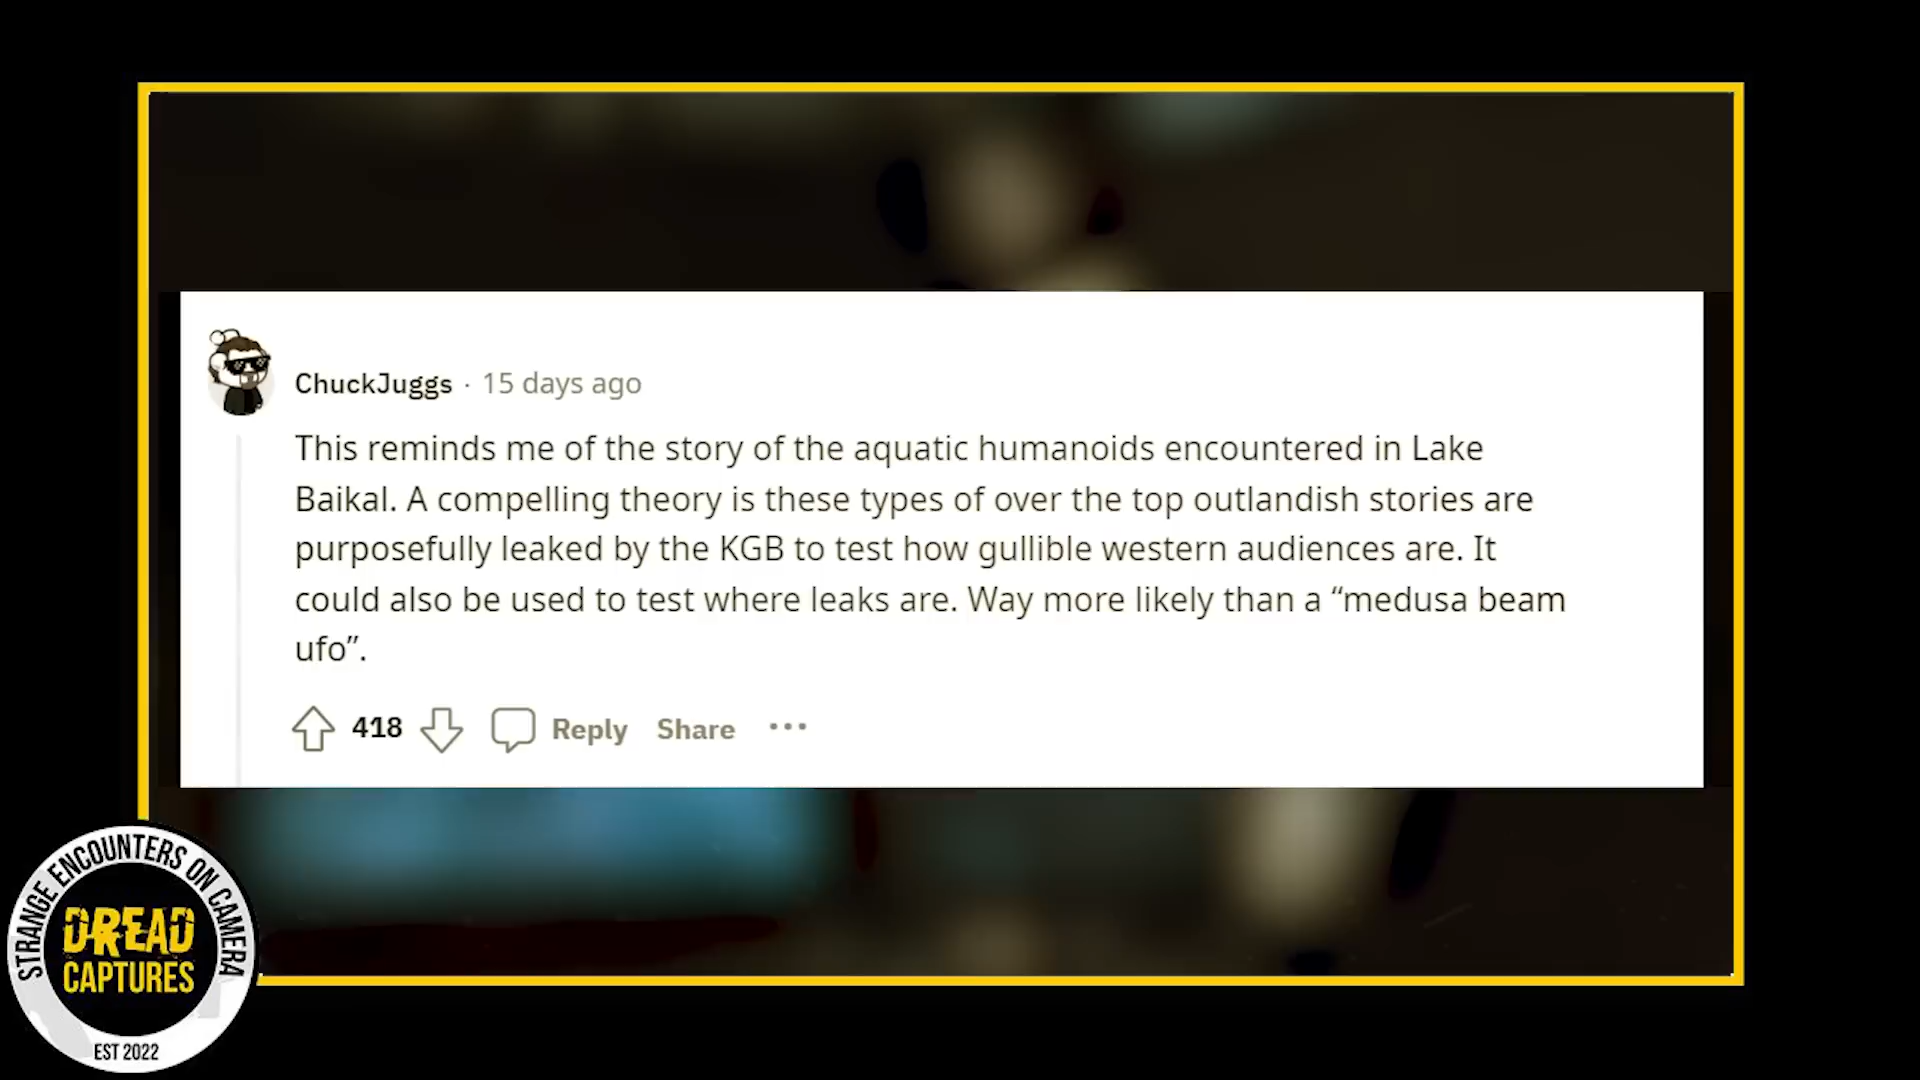 ChuckJuggs · 15 days ago
This reminds me of the story of the aquatic humanoids encountered in Lake
Baikal. A compelling theory is these types of over the top outlandish stories are
purposefully leaked by the KGB to test how gullible western audiences are. It
could also be used to test where leaks are. Way more likely than a “medusa beam
ufo”.
418 Reply Share ···
STRANGE ENCOUNTERS ON CAMERA
DREAD
CAPTURES
EST 2022